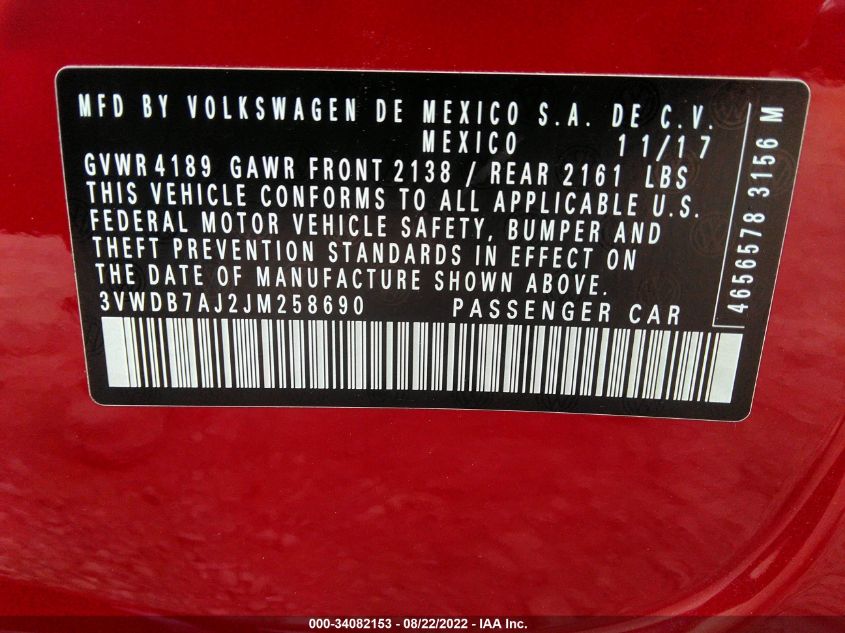 MFD BY VOLKSWAGEN DE MEXICO S.A. DE C.V.
MEXICO 11/17
GVWR 4189 GAWR FRONT 2138 / REAR 2161 LBS
THIS VEHICLE CONFORMS TO ALL APPLICABLE U.S.
FEDERAL MOTOR VEHICLE SAFETY, BUMPER AND
THEFT PREVENTION STANDARDS IN EFFECT ON
THE DATE OF MANUFACTURE SHOWN ABOVE.
3VWDB7AJ2JM258690 PASSENGER CAR
4656578 3156 M
000-34082153 - 08/22/2022 - IAA Inc.